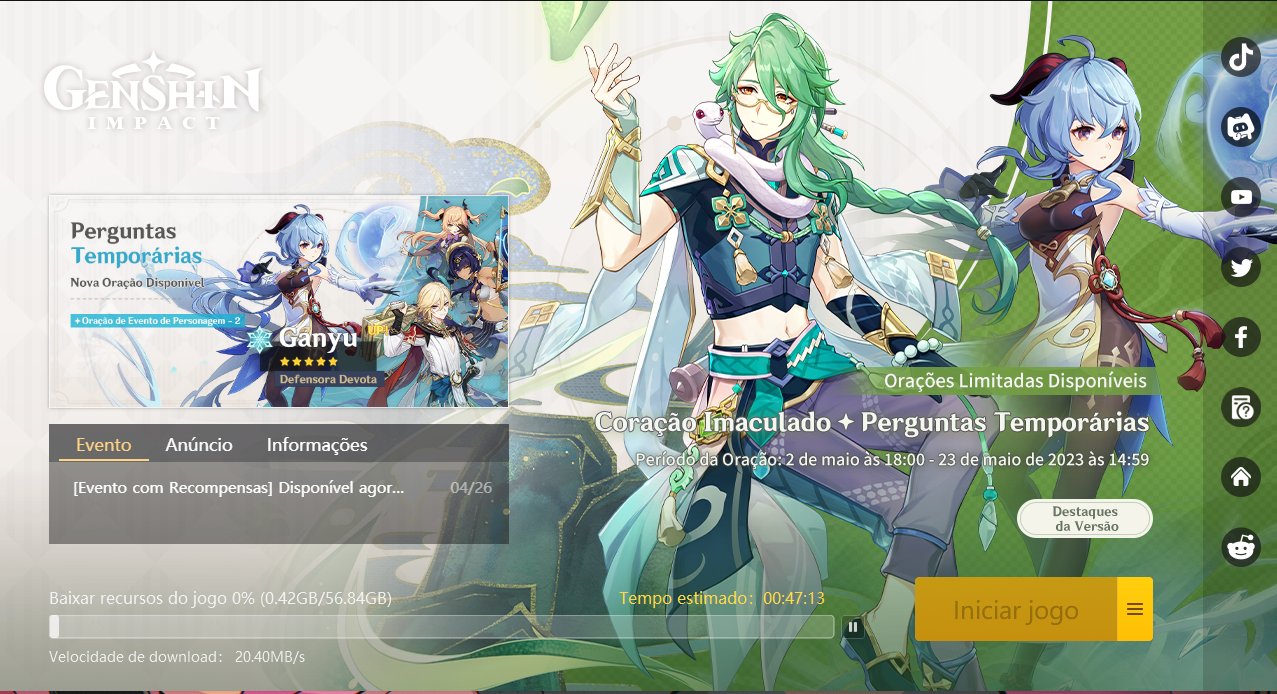 GENSHIN
IMPACT
Perguntas
Temporárias
Nova Oração Disponível
✦Oração de Evento de Personagem - 2
UP!
Ganyu
★★★★★
Defensora Devota
Evento Anúncio Informações
[Evento com Recompensas] Disponível agor... 04/26
Orações Limitadas Disponíveis
Coração Imaculado ✦ Perguntas Temporárias
Período da Oração: 2 de maio às 18:00 - 23 de maio de 2023 às 14:59
Destaques
da Versão
Baixar recursos do jogo 0% (0.42GB/56.84GB) Tempo estimado: 00:47:13
Iniciar jogo
Velocidade de download: 20.40MB/s